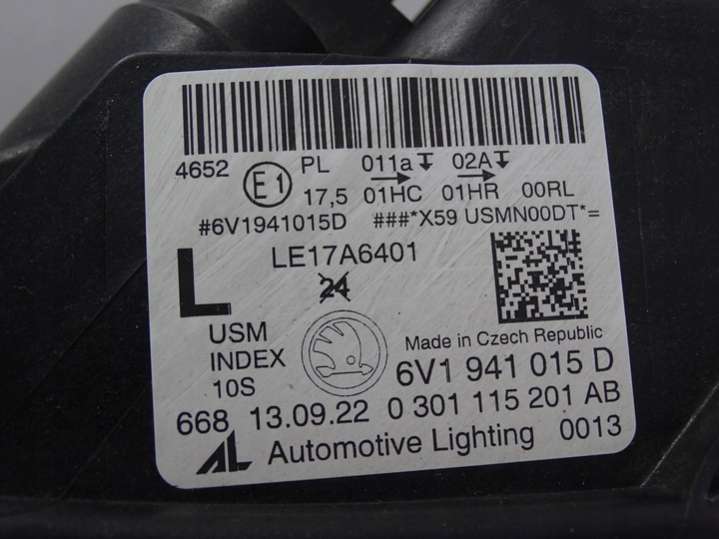 4652 E1 PL 011a 02A
17,5 01HC 01HR 00RL
#6V1941015D ###*X59 USMN00DT*=
L LE17A6401
24
USM
INDEX
10S
Made in Czech Republic
6V1 941 015 D
668 13.09.22 0 301 115 201 AB
AL Automotive Lighting 0013